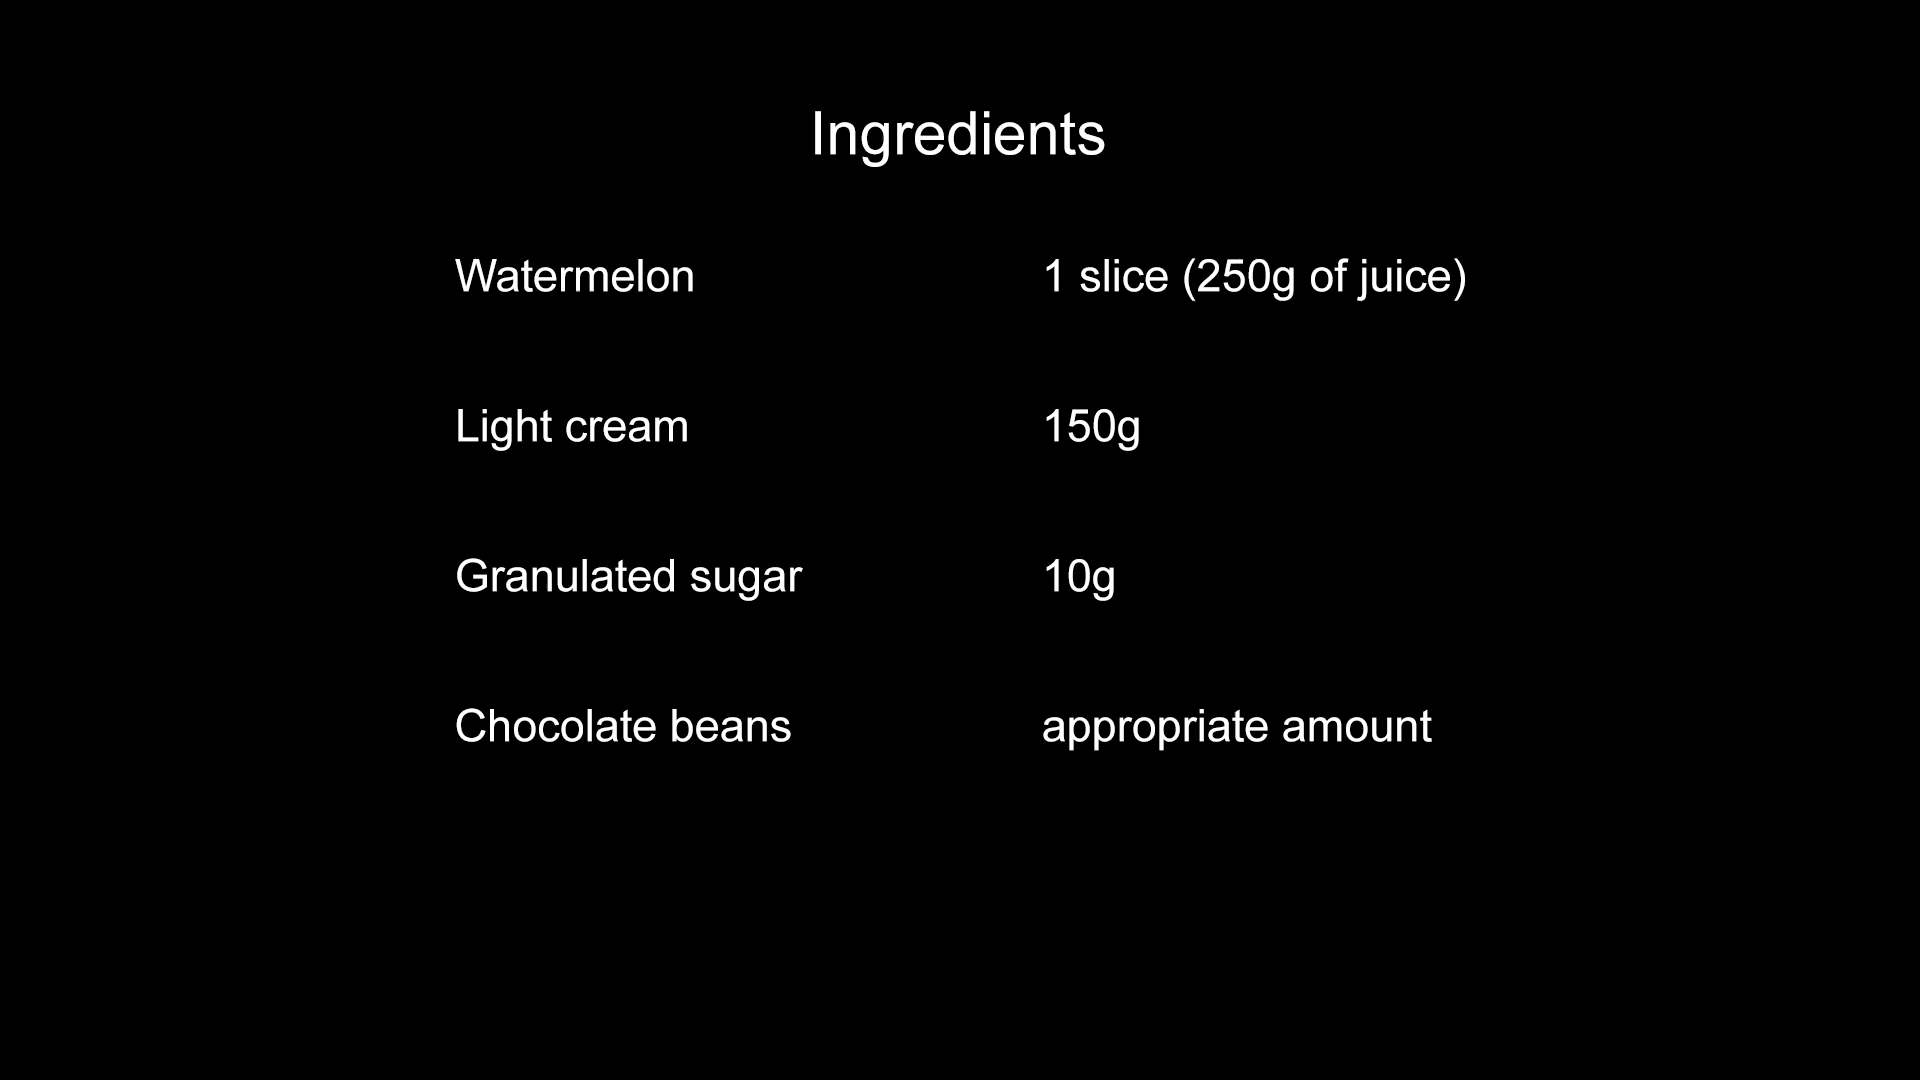 Ingredients
Watermelon 1 slice (250g of juice)
Light cream 150g
Granulated sugar 10g
Chocolate beans appropriate amount